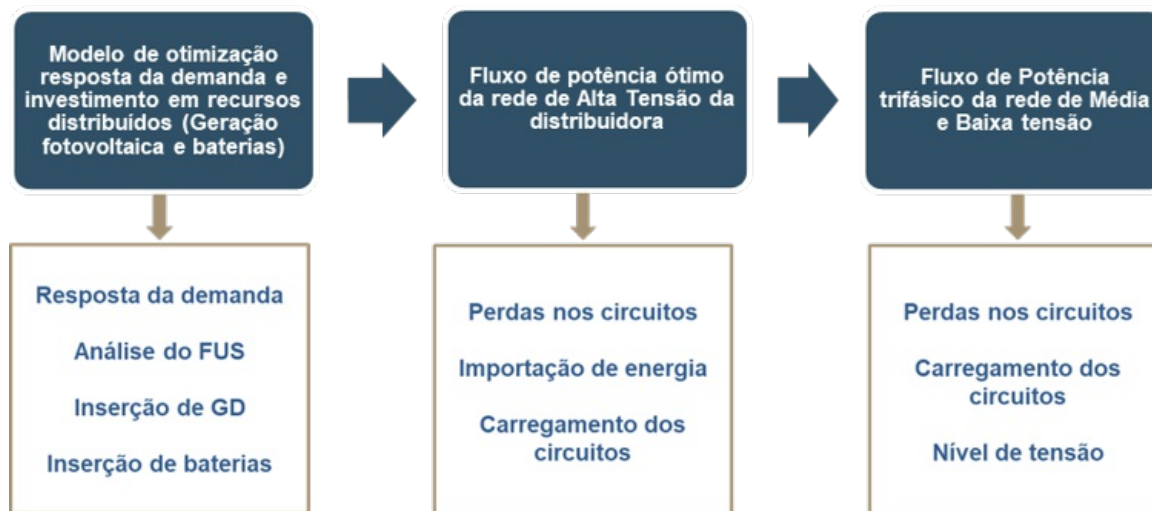 Modelo de otimização
resposta da demanda e
investimento em recursos
distribuídos (Geração
fotovoltaica e baterias)
Fluxo de potência ótimo
da rede de Alta Tensão da
distribuidora
Fluxo de Potência
trifásico da rede de Média
e Baixa tensão
Resposta da demanda
Análise do FUS
Inserção de GD
Inserção de baterias
Perdas nos circuitos
Importação de energia
Carregamento dos
circuitos
Perdas nos circuitos
Carregamento dos
circuitos
Nível de tensão